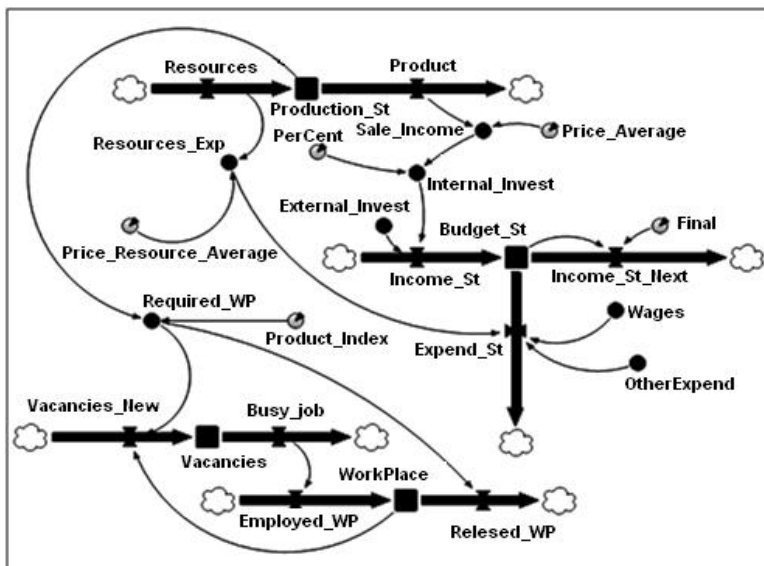 Resources
Product
Production_St
PerCent
Sale_Income
Price_Average
Resources_Exp
Internal_Invest
External_Invest
Budget_St
Final
Price_Resource_Average
Income_St
Income_St_Next
Required_WP
Wages
Product_Index
Expend_St
OtherExpend
Vacancies_New
Busy_job
Vacancies
WorkPlace
Employed_WP
Relesed_WP